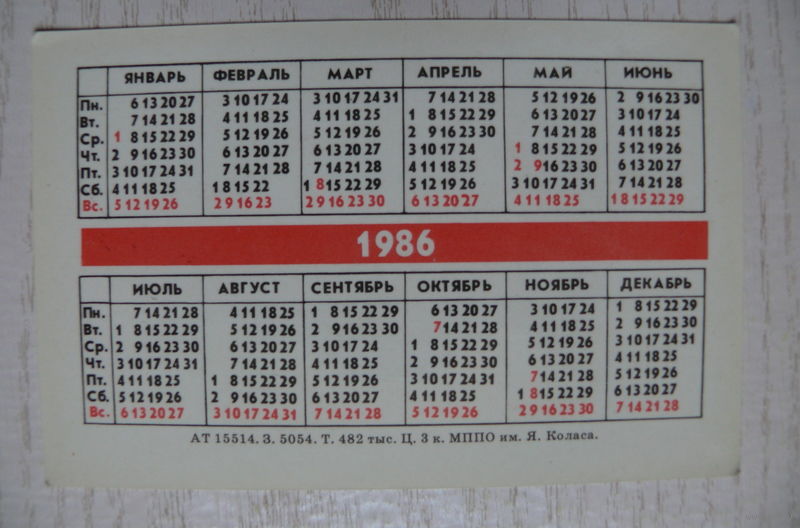 ЯНВАРЬ ФЕВРАЛЬ МАРТ АПРЕЛЬ МАЙ ИЮНЬ
Пн. 6 13 20 27 3 10 17 24 3 10 17 24 31 7 14 21 28 5 12 19 26 2 9 16 23 30
Вт. 7 14 21 28 4 11 18 25 4 11 18 25 1 8 15 22 29 6 13 20 27 3 10 17 24
Ср. 1 8 15 22 29 5 12 19 26 5 12 19 26 2 9 16 23 30 7 14 21 28 4 11 18 25
Чт. 2 9 16 23 30 6 13 20 27 6 13 20 27 3 10 17 24 1 8 15 22 29 5 12 19 26
Пт. 3 10 17 24 31 7 14 21 28 7 14 21 28 4 11 18 25 2 9 16 23 30 6 13 20 27
Сб. 4 11 18 25 1 8 15 22 1 8 15 22 29 5 12 19 26 3 10 17 24 31 7 14 21 28
Вс. 5 12 19 26 2 9 16 23 2 9 16 23 30 6 13 20 27 4 11 18 25 1 8 15 22 29
1986
ИЮЛЬ АВГУСТ СЕНТЯБРЬ ОКТЯБРЬ НОЯБРЬ ДЕКАБРЬ
Пн. 7 14 21 28 4 11 18 25 1 8 15 22 29 6 13 20 27 3 10 17 24 1 8 15 22 29
Вт. 1 8 15 22 29 5 12 19 26 2 9 16 23 30 7 14 21 28 4 11 18 25 2 9 16 23 30
Ср. 2 9 16 23 30 6 13 20 27 3 10 17 24 1 8 15 22 29 5 12 19 26 3 10 17 24 31
Чт. 3 10 17 24 31 7 14 21 28 4 11 18 25 2 9 16 23 30 6 13 20 27 4 11 18 25
Пт. 4 11 18 25 1 8 15 22 29 5 12 19 26 3 10 17 24 31 7 14 21 28 5 12 19 26
Сб. 5 12 19 26 2 9 16 23 30 6 13 20 27 4 11 18 25 1 8 15 22 29 6 13 20 27
Вс. 6 13 20 27 3 10 17 24 31 7 14 21 28 5 12 19 26 2 9 16 23 30 7 14 21 28
АТ 15514. З. 5054. Т. 482 тыс. Ц. 3 к. МППО им. Я. Коласа.